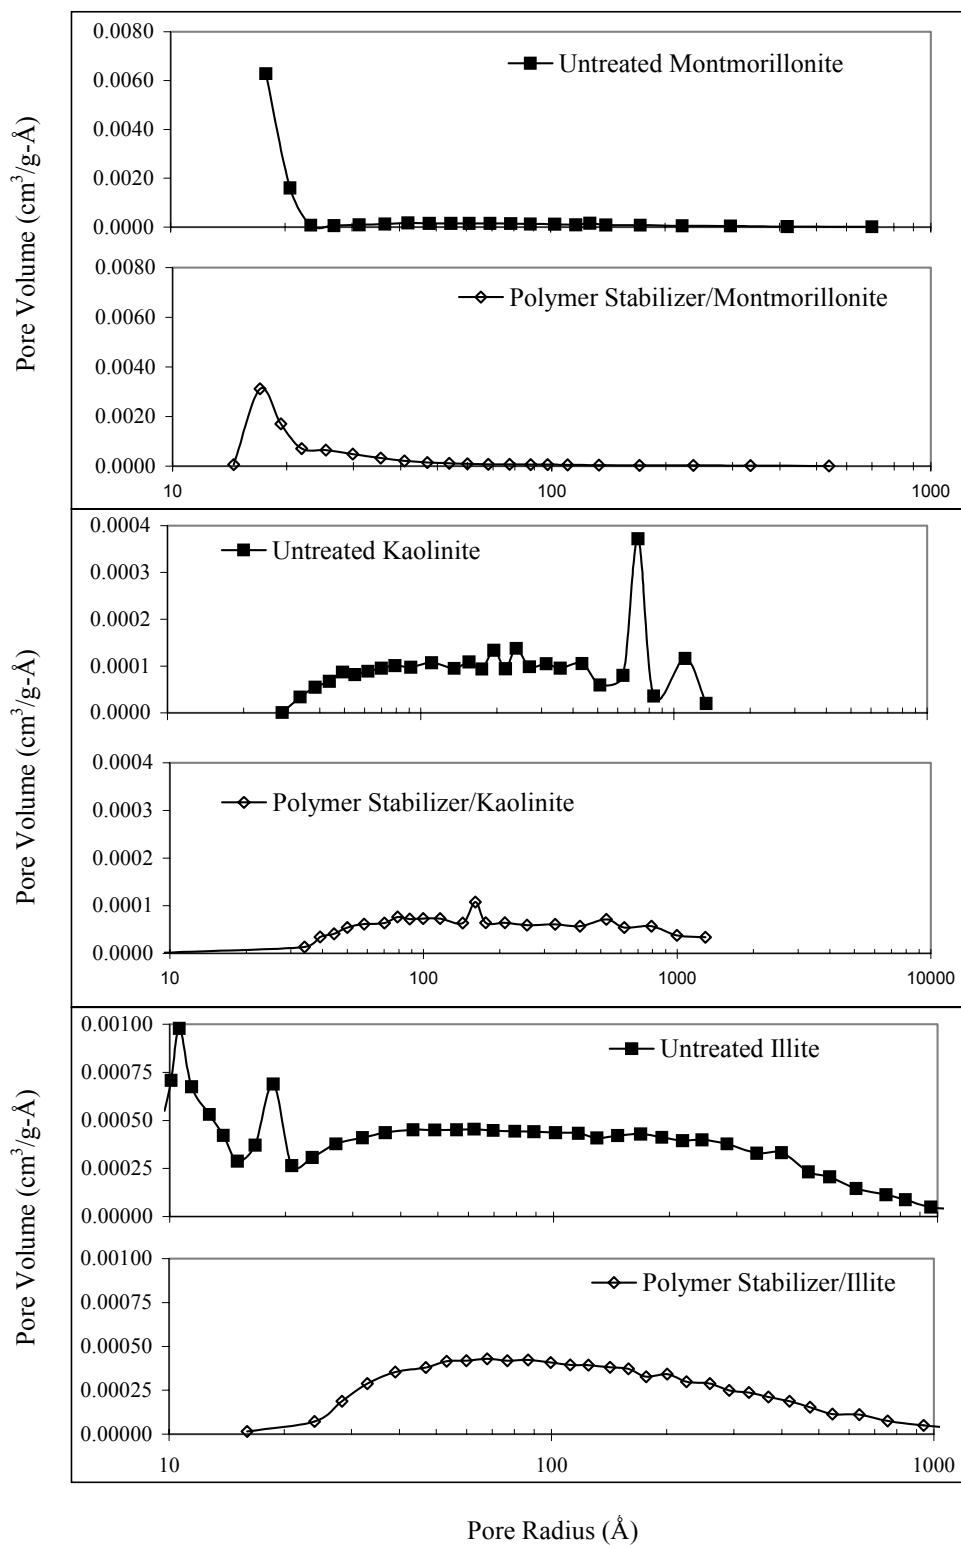 0.0080
0.0060
0.0040
0.0020
0.0000
Untreated Montmorillonite
Pore Volume (cm³/g-Å)
0.0080
0.0060
0.0040
0.0020
0.0000
Polymer Stabilizer/Montmorillonite
10 100 1000
0.0004
0.0003
0.0002
0.0001
0.0000
Untreated Kaolinite
Pore Volume (cm³/g-Å)
0.0004
0.0003
0.0002
0.0001
0.0000
Polymer Stabilizer/Kaolinite
10 100 1000 10000
0.00100
0.00075
0.00050
0.00025
0.00000
Untreated Illite
Pore Volume (cm³/g-Å)
0.00100
0.00075
0.00050
0.00025
0.00000
Polymer Stabilizer/Illite
10 100 1000
Pore Radius (Å)